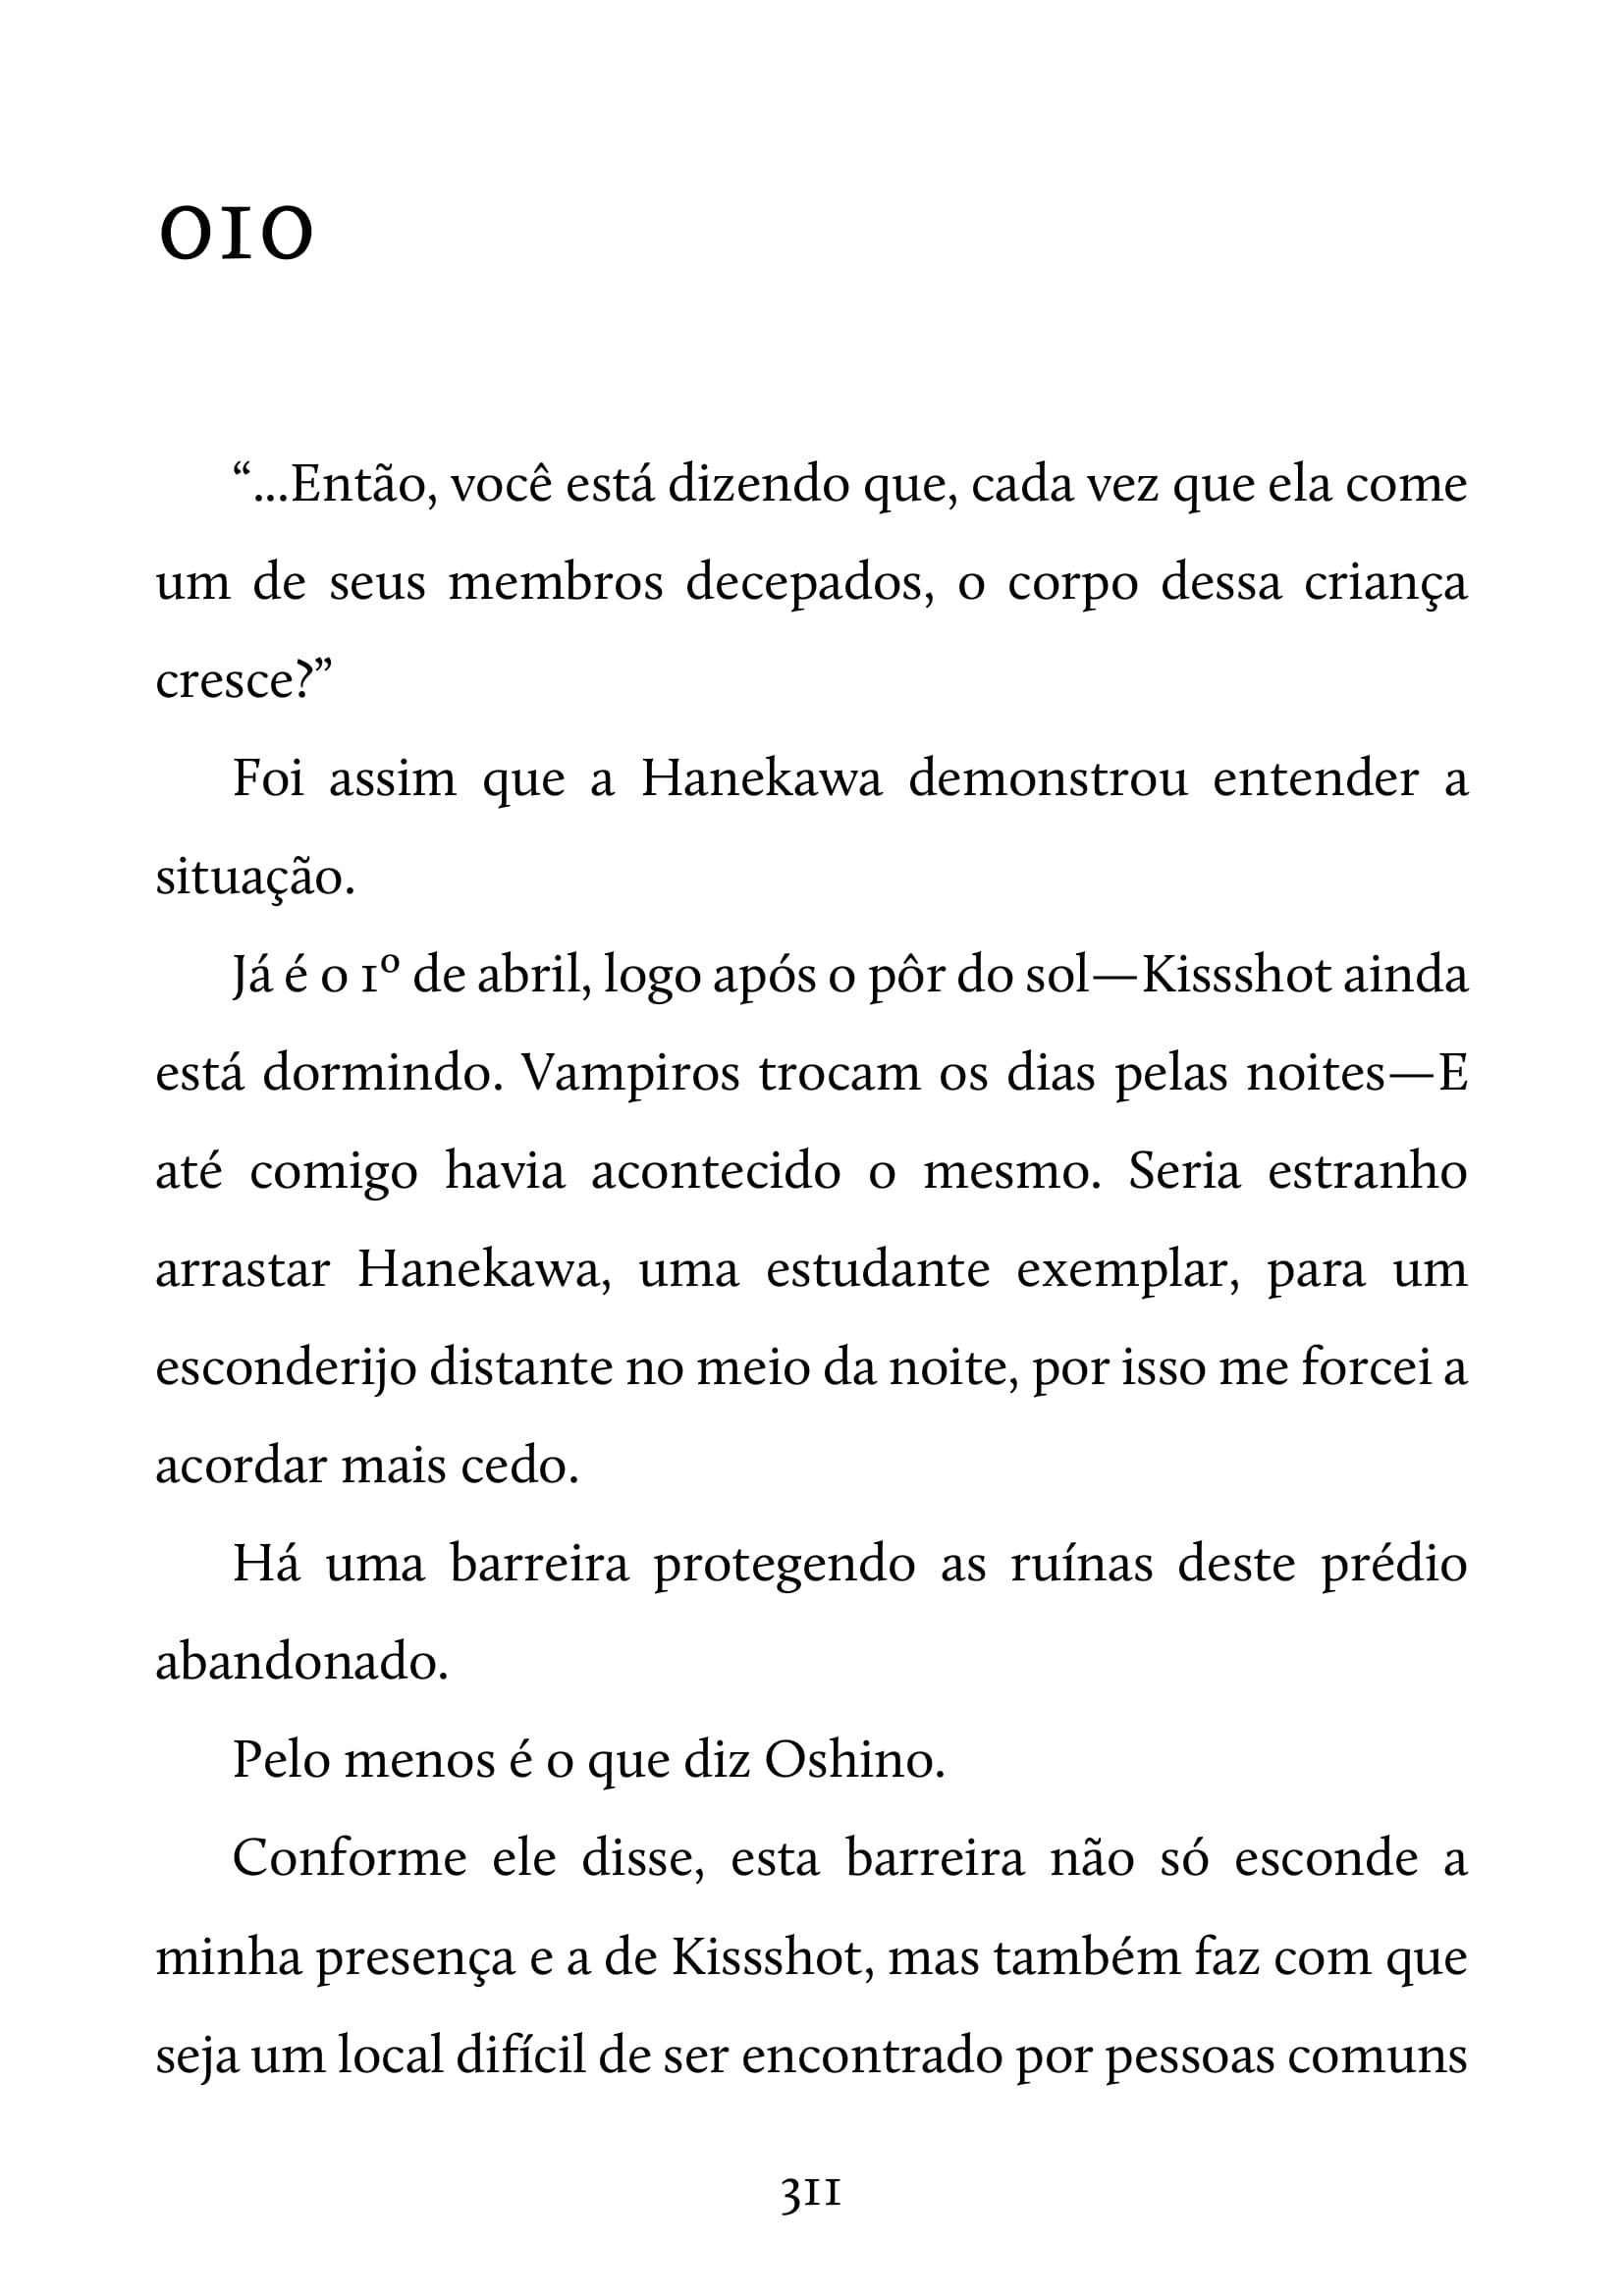 010
“...Então, você está dizendo que, cada vez que ela come
um de seus membros decepados, o corpo dessa criança
cresce?”
Foi assim que a Hanekawa demonstrou entender a
situação.
Já é o 1º de abril, logo após o pôr do sol—Kissshot ainda
está dormindo. Vampiros trocam os dias pelas noites—E
até comigo havia acontecido o mesmo. Seria estranho
arrastar Hanekawa, uma estudante exemplar, para um
esconderijo distante no meio da noite, por isso me forcei a
acordar mais cedo.
Há uma barreira protegendo as ruínas deste prédio
abandonado.
Pelo menos é o que diz Oshino.
Conforme ele disse, esta barreira não só esconde a
minha presença e a de Kissshot, mas também faz com que
seja um local difícil de ser encontrado por pessoas comuns
311